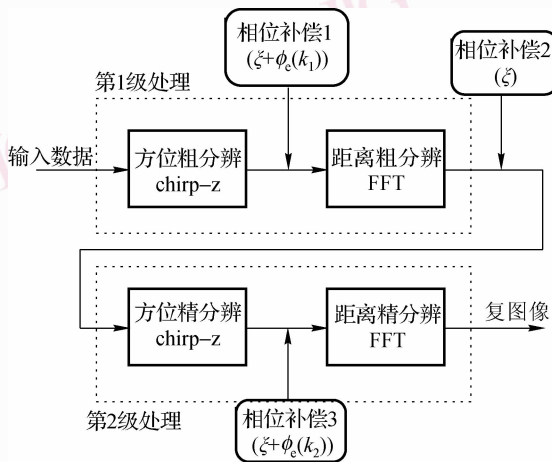 相位补偿1
(ξ+ϕe(k1))
相位补偿2
(ξ)
第1级处理
输入数据
方位粗分辨
chirp-z
距离粗分辨
FFT
方位精分辨
chirp-z
距离精分辨
FFT
复图像
第2级处理
相位补偿3
(ξ+ϕe(k2))